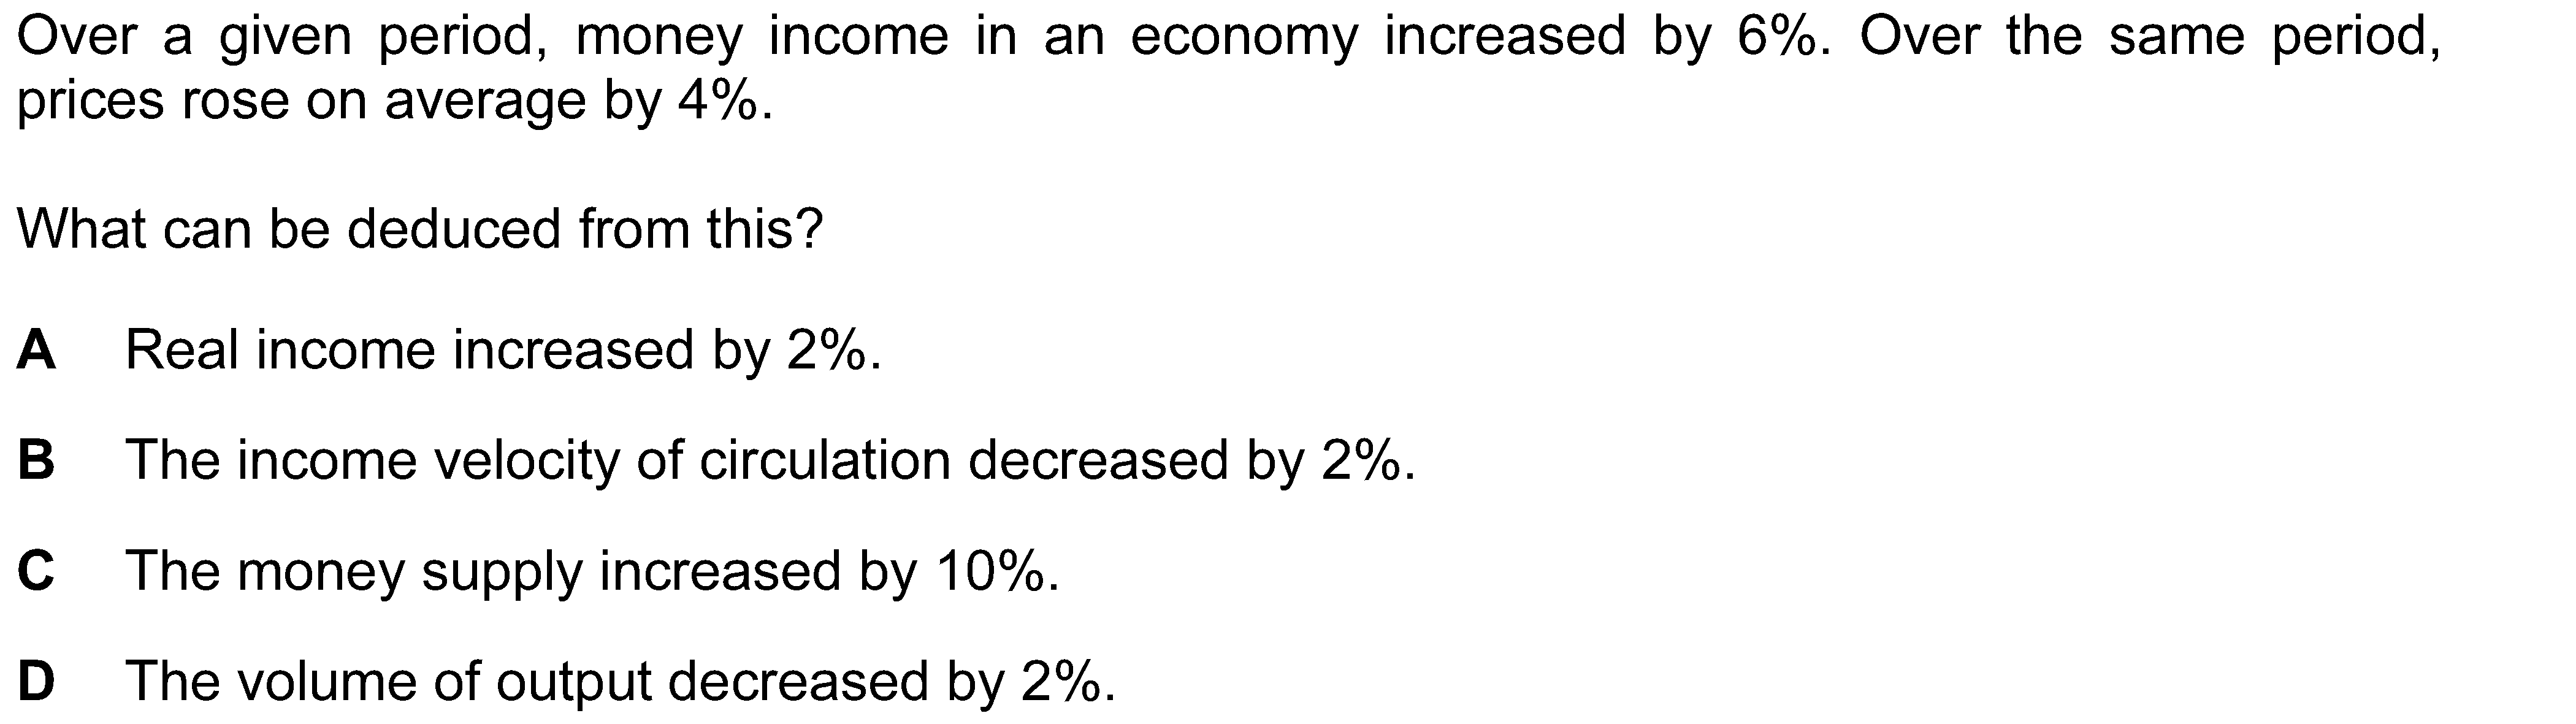 Over a given period, money income in an economy increased by 6%. Over the same period,
prices rose on average by 4%.
What can be deduced from this?
A Real income increased by 2%.
B The income velocity of circulation decreased by 2%.
C The money supply increased by 10%.
D The volume of output decreased by 2%.